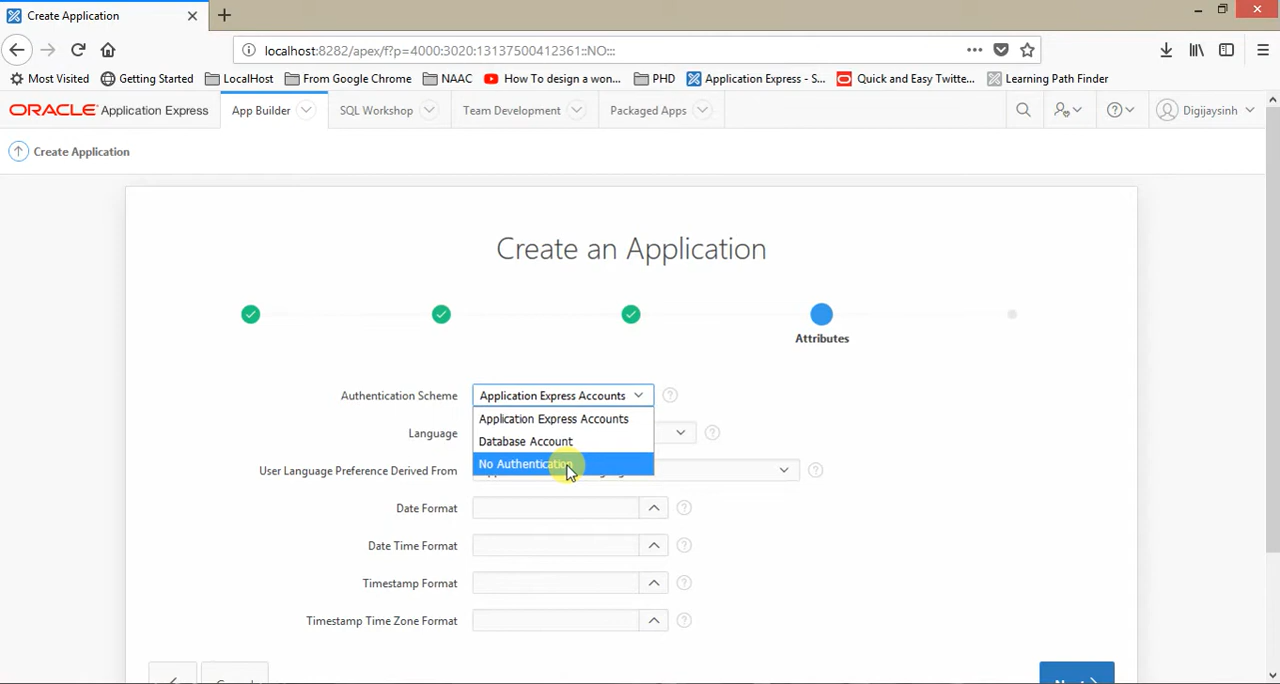 Create Application
localhost:8282/apex/f?p=4000:3020:13137500412361::NO:::
Most Visited Getting Started LocalHost From Google Chrome NAAC How To design a won... PHD Application Express - S... Quick and Easy Twitte... Learning Path Finder
ORACLE Application Express App Builder SQL Workshop Team Development Packaged Apps Digijaysinh
Create Application
Create an Application
Attributes
Authentication Scheme Application Express Accounts
Application Express Accounts
Language Database Account
No Authentication
User Language Preference Derived From
Date Format
Date Time Format
Timestamp Format
Timestamp Time Zone Format